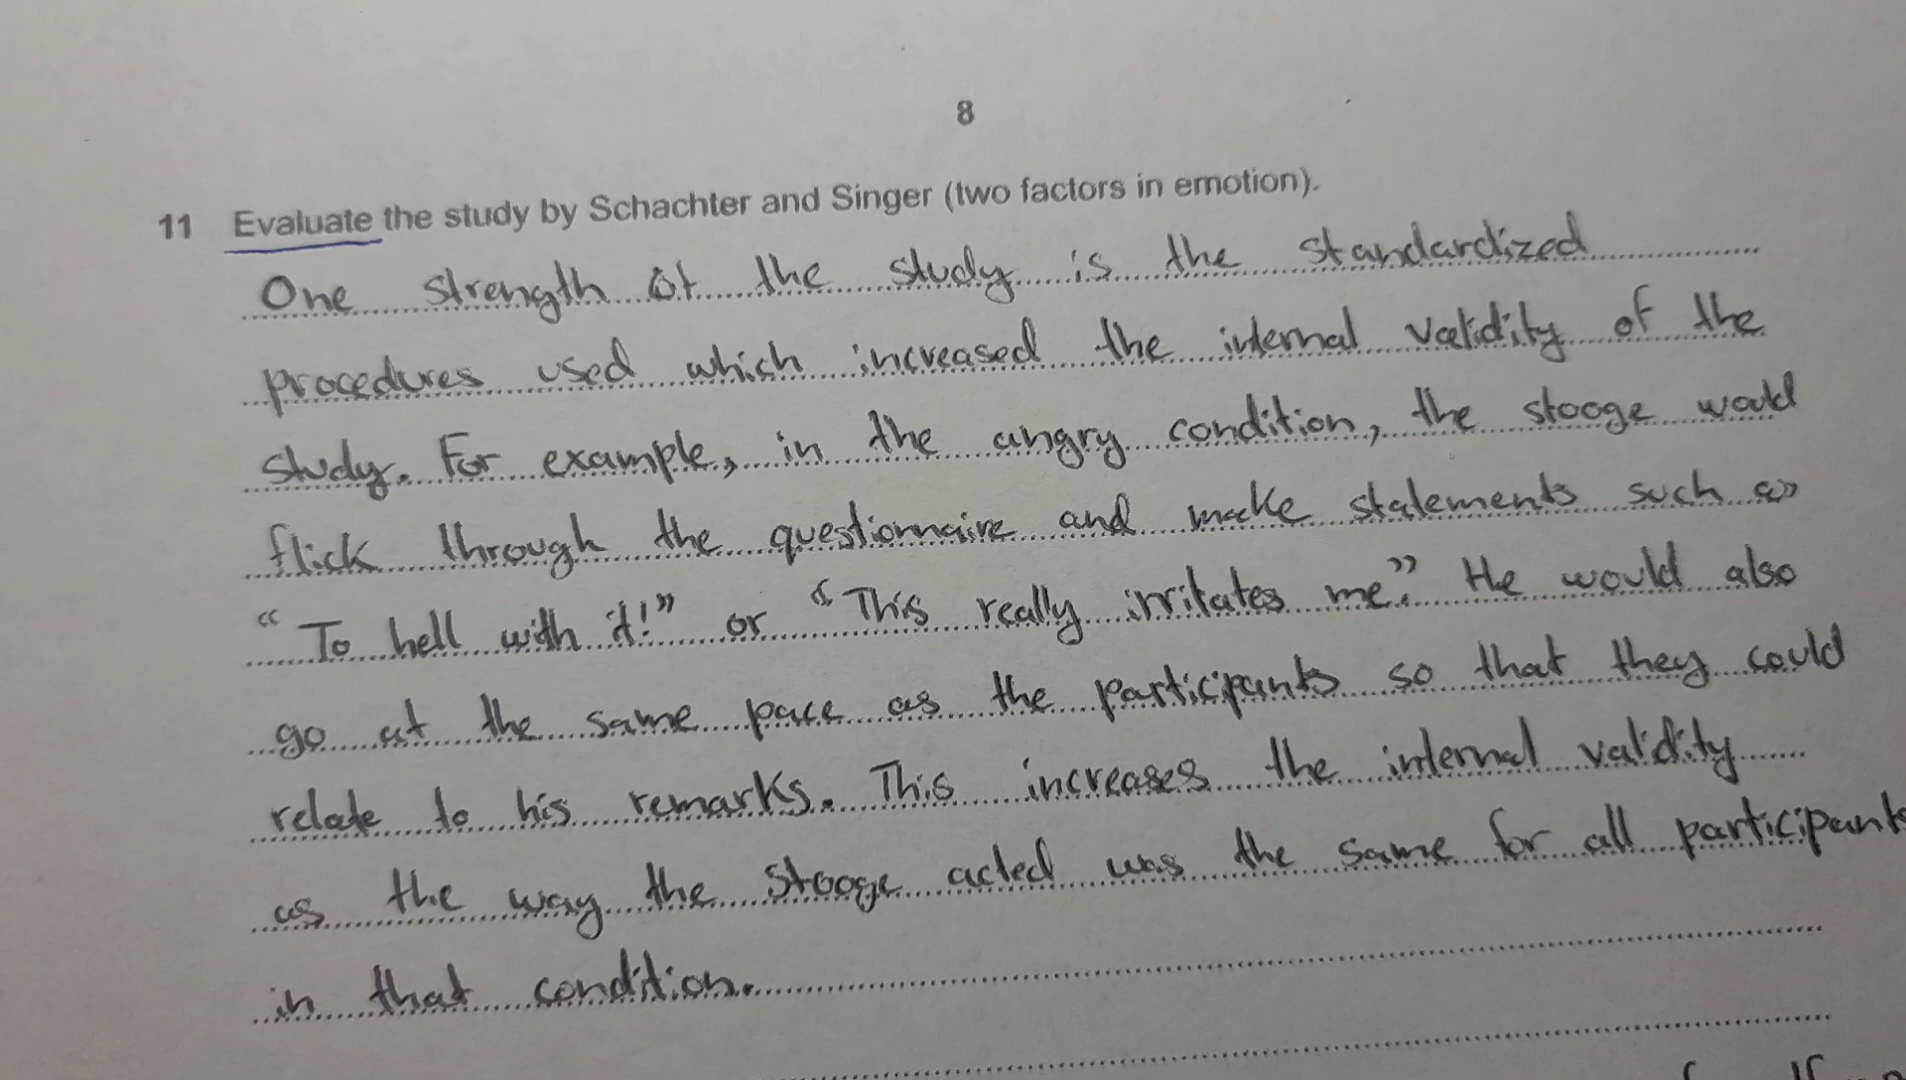 8
11 Evaluate the study by Schachter and Singer (two factors in emotion).
One strength of the study is the standardized
procedures used which increased the internal validity of the
study. For example, in the angry condition, the stooge would
flick through the questionnaire and make statements such as
"To hell with it!" or "This really irritates me." He would also
go at the same pace as the participants so that they could
relate to his remarks. This increases the internal validity
as the way the stooge acted was the same for all participants
in that condition.